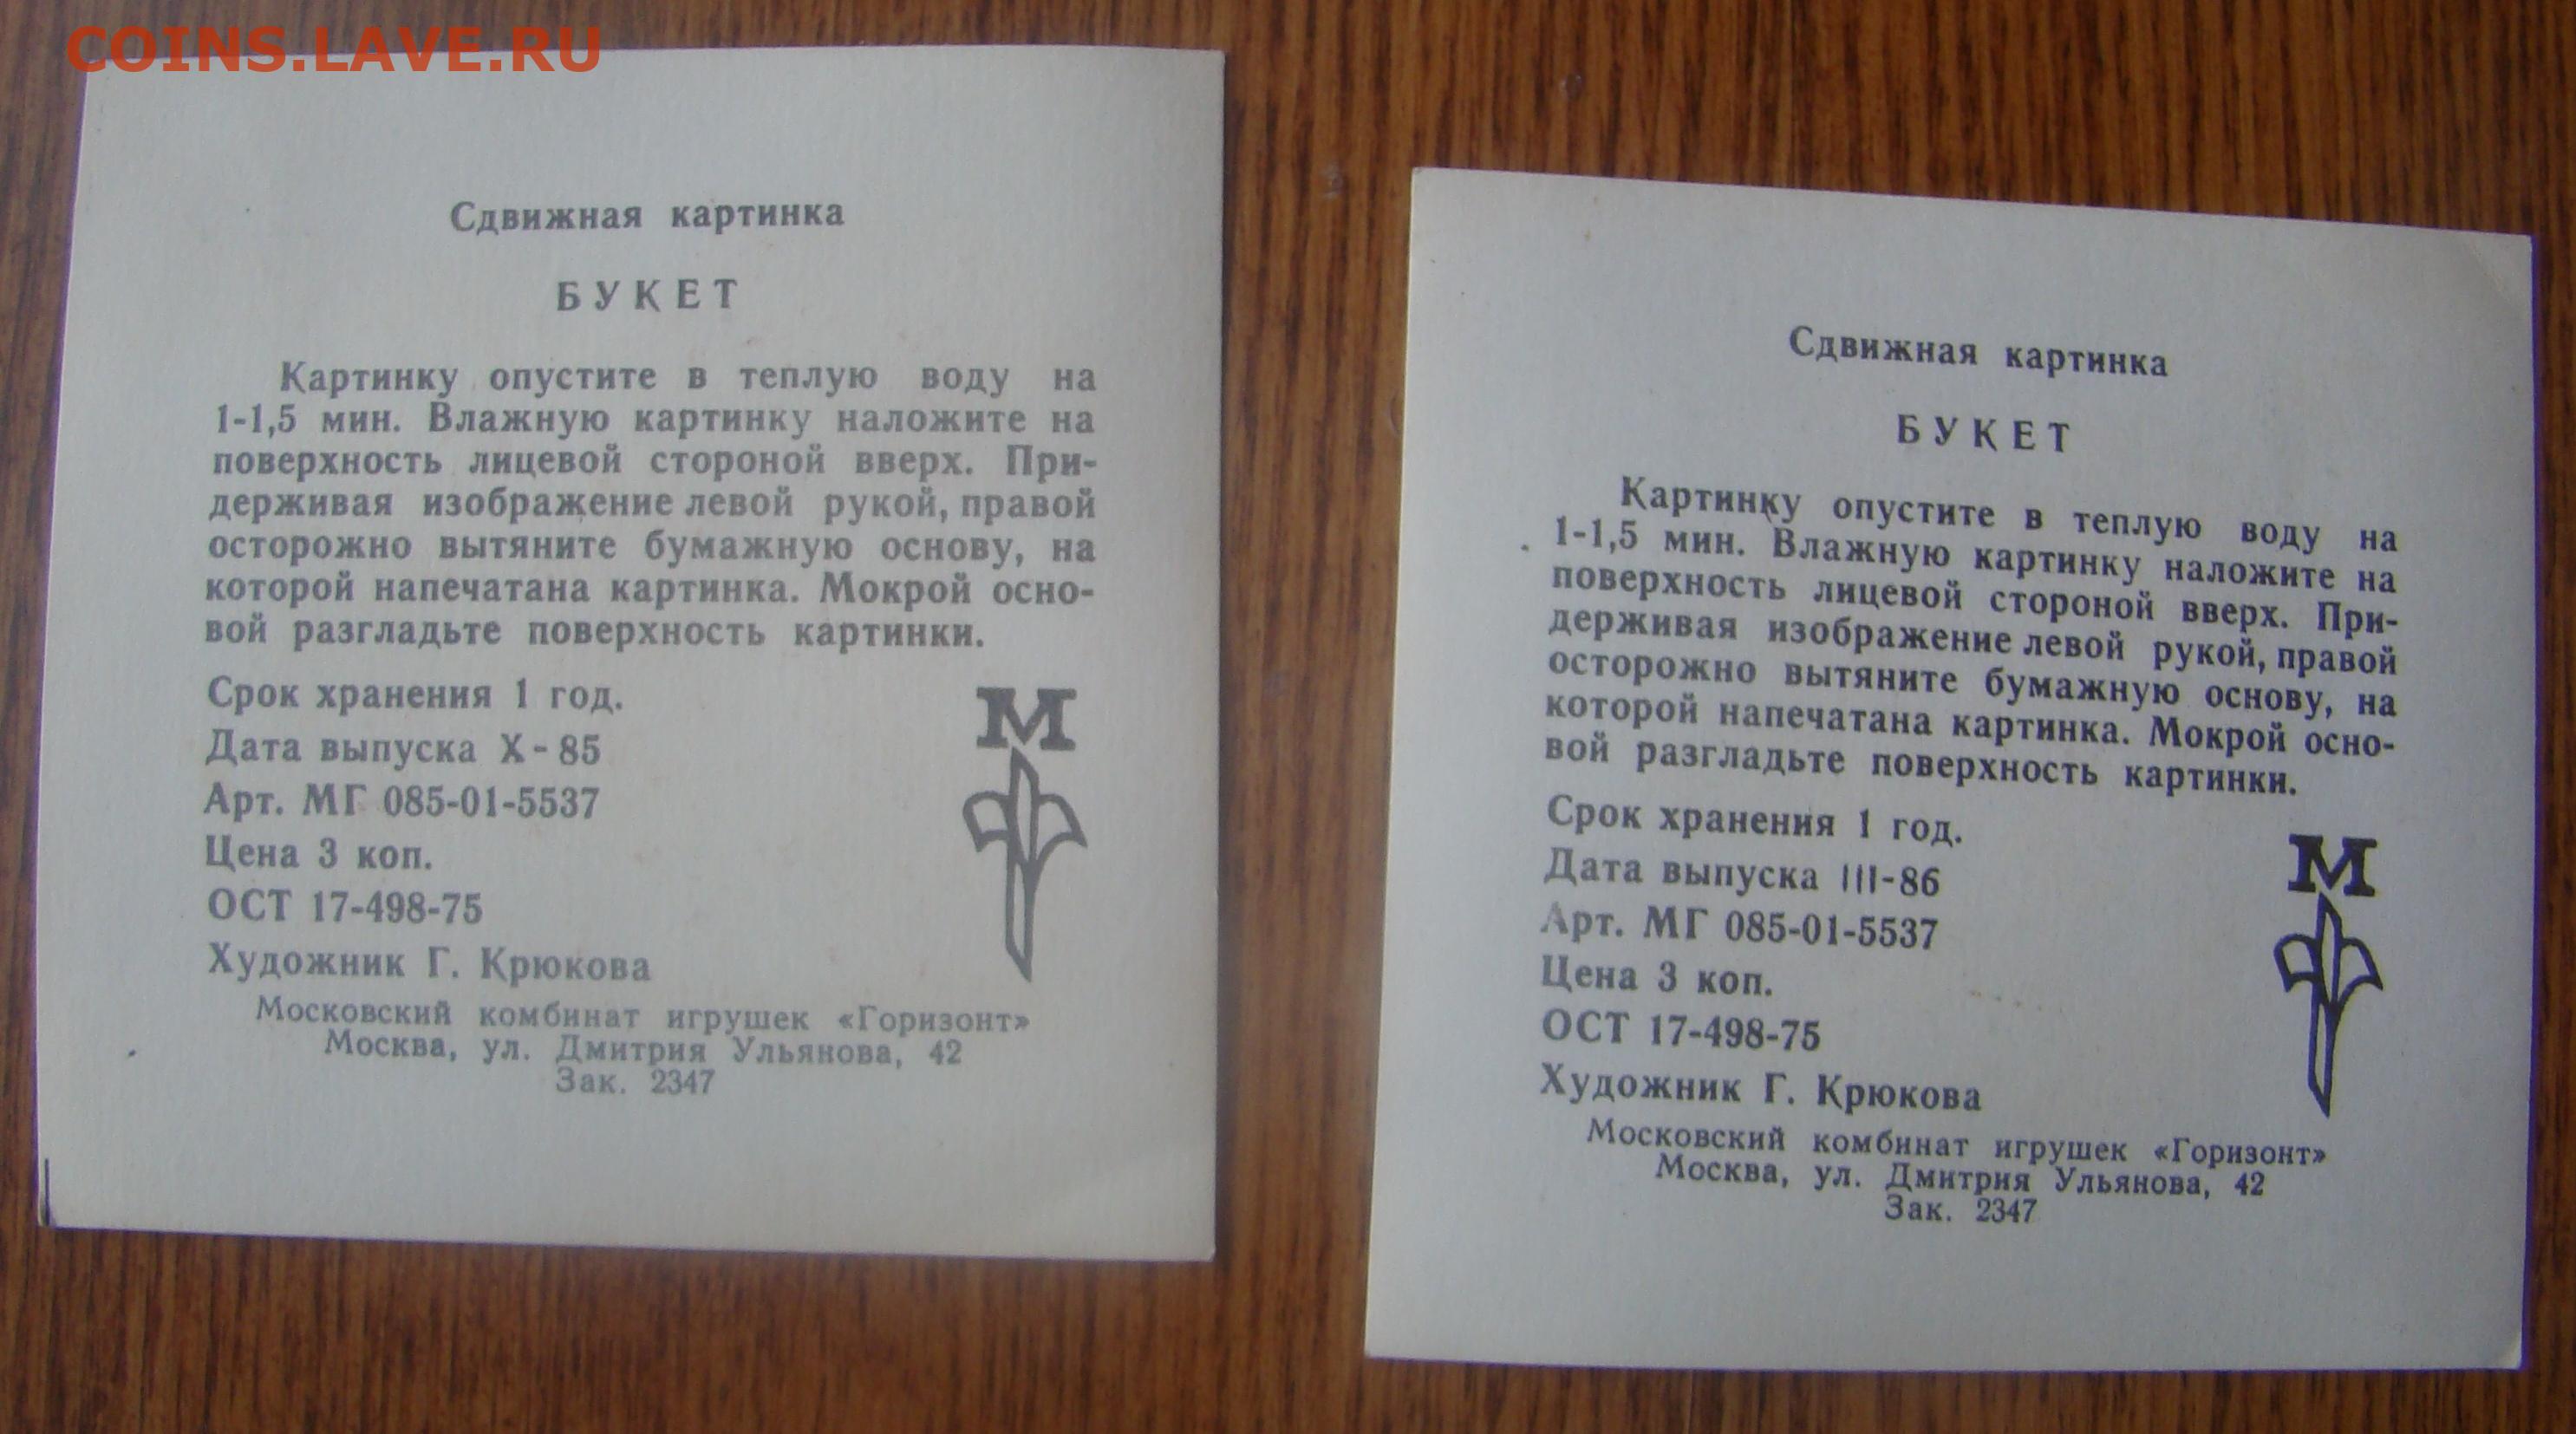 COINS.LAVE.RU
Сдвижная картинка
БУКЕТ
Картинку опустите в теплую воду на
1-1,5 мин. Влажную картинку наложите на
поверхность лицевой стороной вверх. При-
держивая изображение левой рукой, правой
осторожно вытяните бумажную основу, на
которой напечатана картинка. Мокрой осно-
вой разгладьте поверхность картинки.
Срок хранения 1 год.
Дата выпуска X-85
Арт. МГ 085-01-5537
Цена 3 коп.
ОСТ 17-498-75
Художник Г. Крюкова
М
Московский комбинат игрушек «Горизонт»
Москва, ул. Дмитрия Ульянова, 42
Зак. 2347
Сдвижная картинка
БУКЕТ
Картинку опустите в теплую воду на
1-1,5 мин. Влажную картинку наложите на
поверхность лицевой стороной вверх. При-
держивая изображение левой рукой, правой
осторожно вытяните бумажную основу, на
которой напечатана картинка. Мокрой осно-
вой разгладьте поверхность картинки.
Срок хранения 1 год.
Дата выпуска III-86
Арт. МГ 085-01-5537
Цена 3 коп.
ОСТ 17-498-75
Художник Г. Крюкова
М
Московский комбинат игрушек «Горизонт»
Москва, ул. Дмитрия Ульянова, 42
Зак. 2347